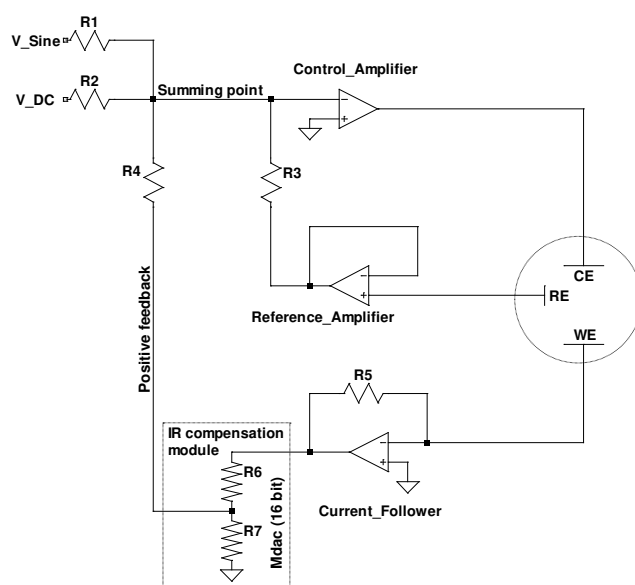 R1
V_Sine
R2
V_DC
Summing point
Control_Amplifier
R4
R3
CE
RE
WE
Reference_Amplifier
Positive feedback
R5
IR compensation
module
R6
R7
Mdac (16 bit)
Current_Follower